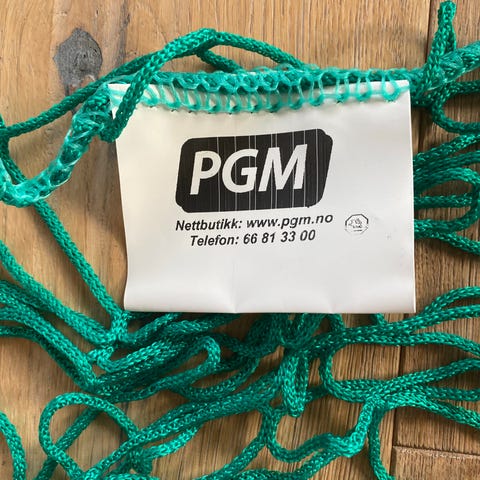 PGM
Nettbutikk: www.pgm.no
Telefon: 66 81 33 00